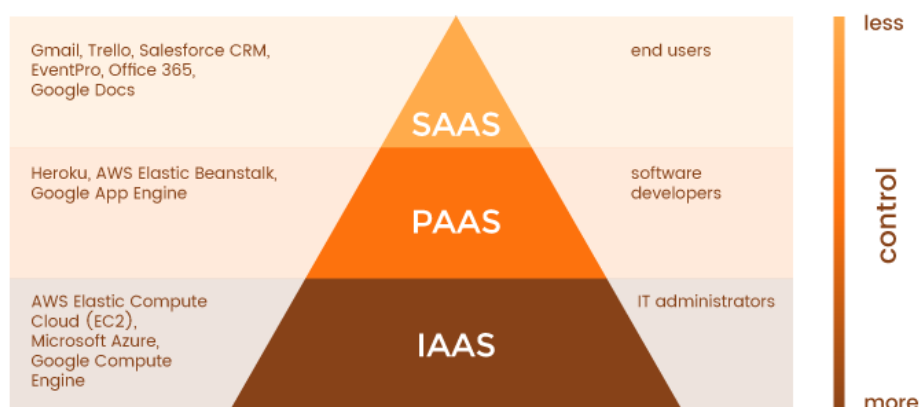 less
Gmail, Trello, Salesforce CRM,
EventPro, Office 365,
Google Docs
SAAS
end users
Heroku, AWS Elastic Beanstalk,
Google App Engine
PAAS
software
developers
control
AWS Elastic Compute
Cloud (EC2),
Microsoft Azure,
Google Compute
Engine
IAAS
IT administrators
more